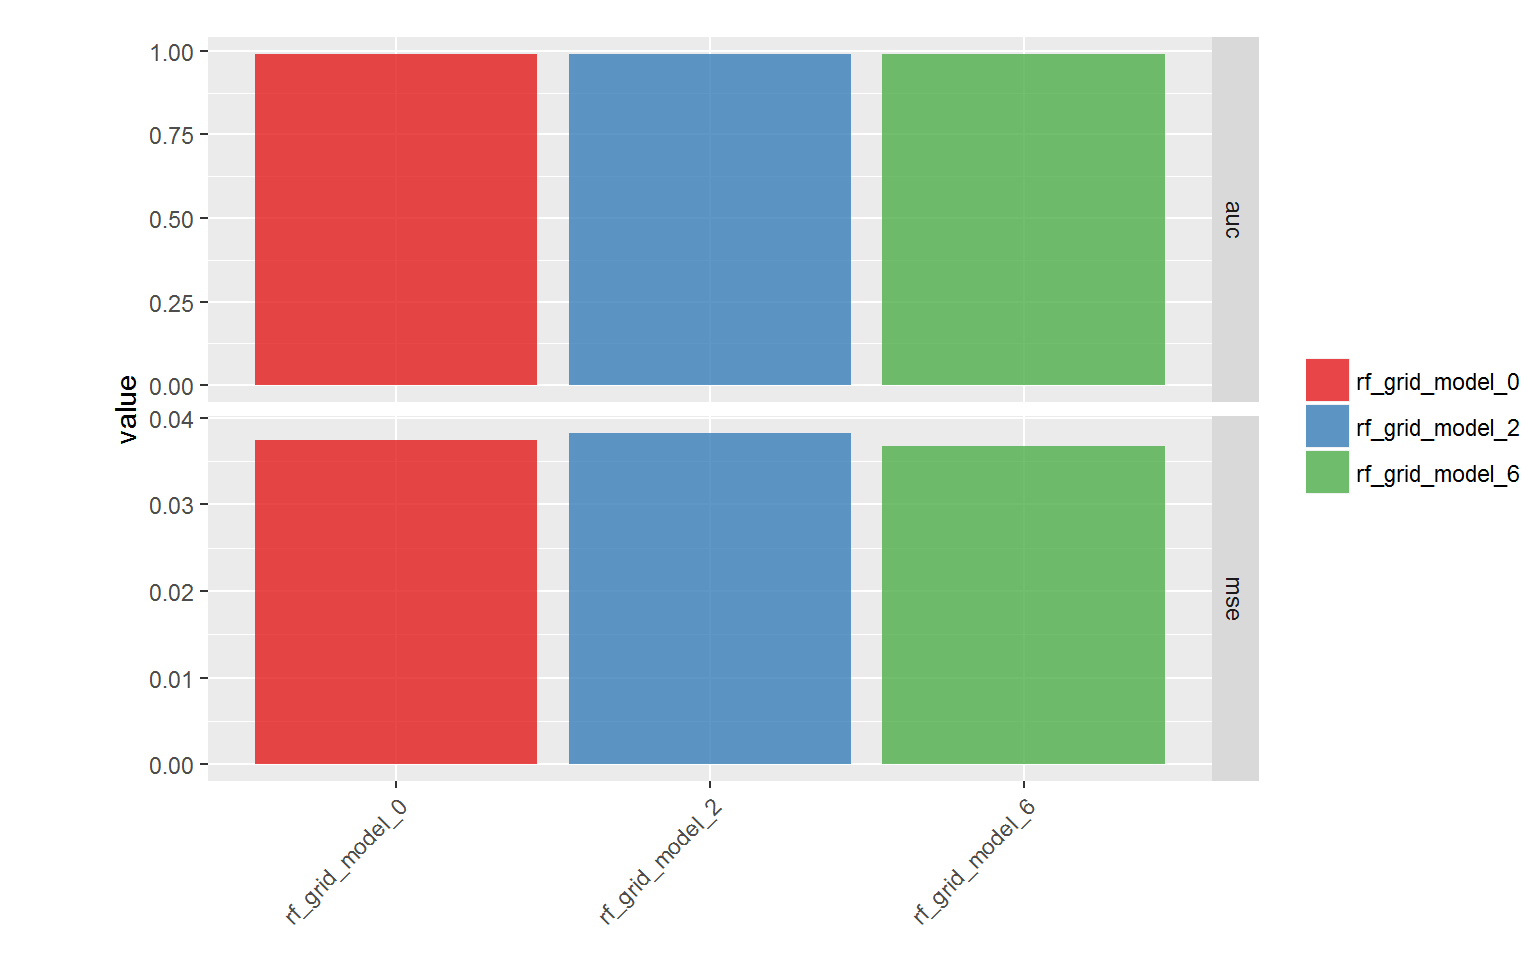 value
1.00
0.75
0.50
0.25
0.00
auc
0.04
0.03
0.02
0.01
0.00
mse
rf_grid_model_0
rf_grid_model_2
rf_grid_model_6
rf_grid_model_0
rf_grid_model_2
rf_grid_model_6